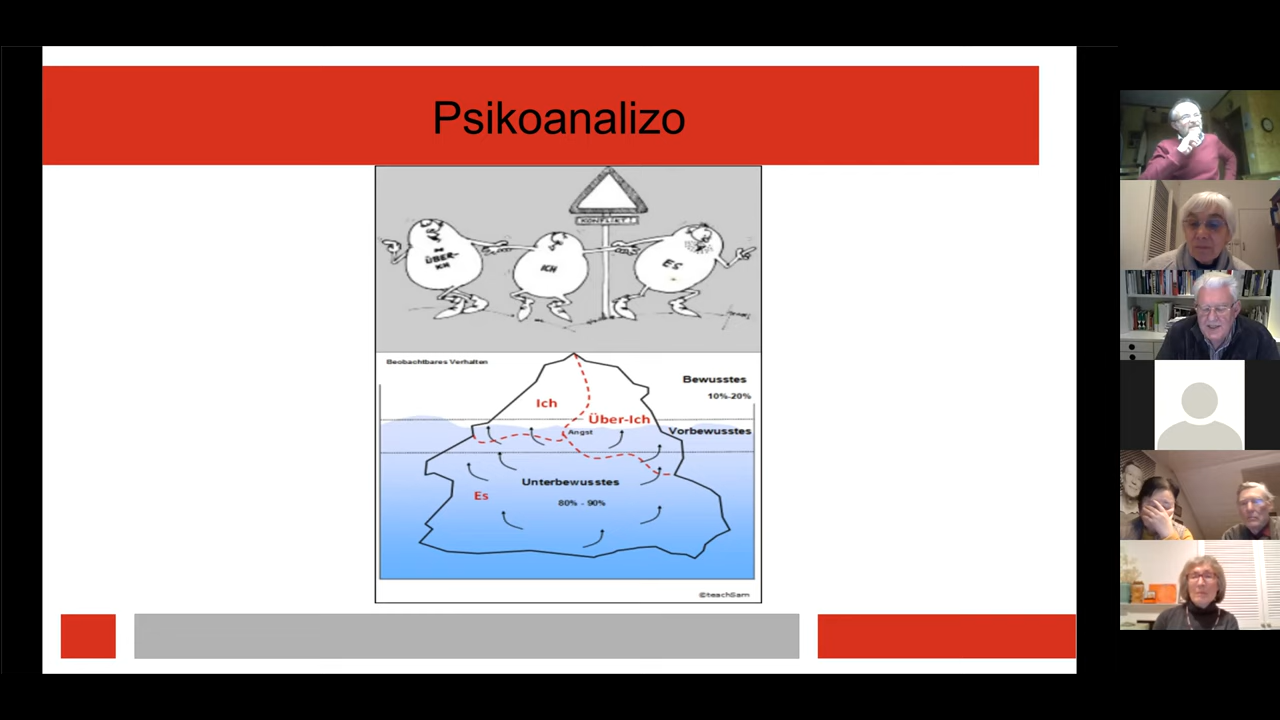 Psikoanalizo
KONFLIKT!
ÜBER-
ICH
ICH
ES
Beobachtbares Verhalten
Bewusstes
10%-20%
Ich
Über-Ich
Angst
Vorbewusstes
Unterbewusstes
Es
80% - 90%
©teachSam